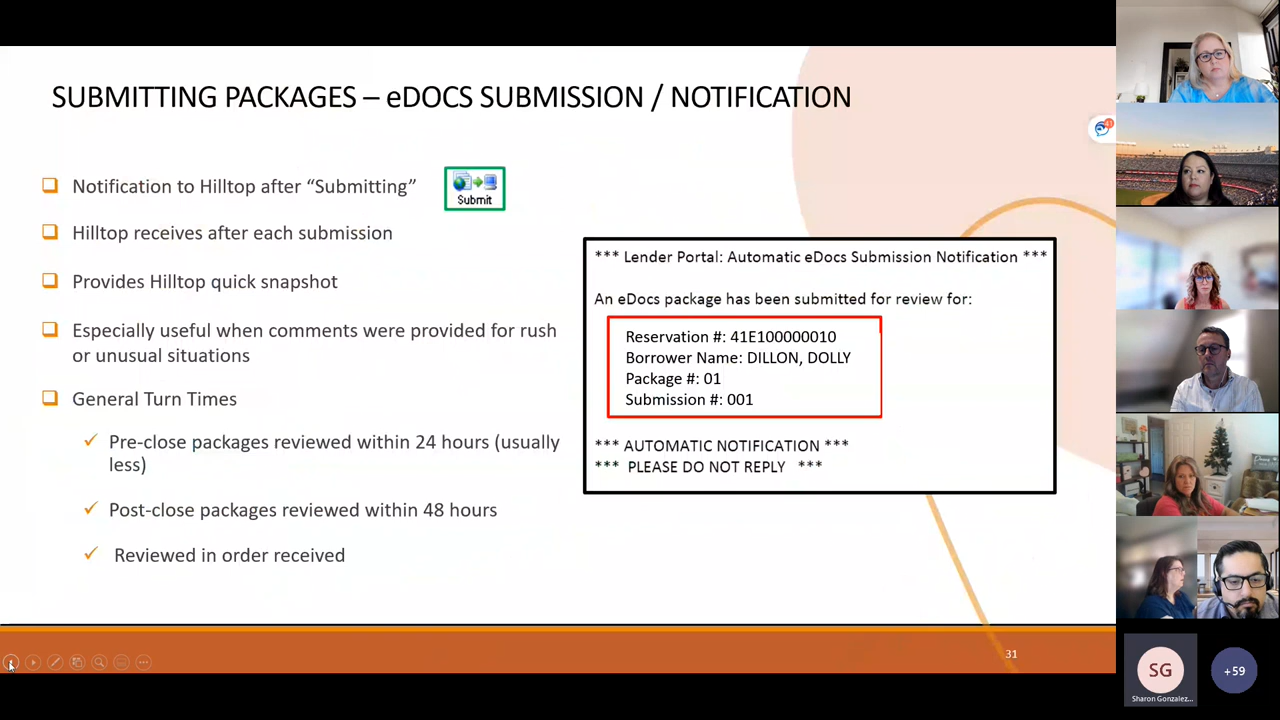 SUBMITTING PACKAGES – eDOCS SUBMISSION / NOTIFICATION
Notification to Hilltop after “Submitting”
Submit
Hilltop receives after each submission
Provides Hilltop quick snapshot
Especially useful when comments were provided for rush
or unusual situations
General Turn Times
Pre-close packages reviewed within 24 hours (usually
less)
Post-close packages reviewed within 48 hours
Reviewed in order received
*** Lender Portal: Automatic eDocs Submission Notification ***
An eDocs package has been submitted for review for:
Reservation #: 41E100000010
Borrower Name: DILLON, DOLLY
Package #: 01
Submission #: 001
*** AUTOMATIC NOTIFICATION ***
*** PLEASE DO NOT REPLY ***
31
41
SG
Sharon Gonzalez...
+59